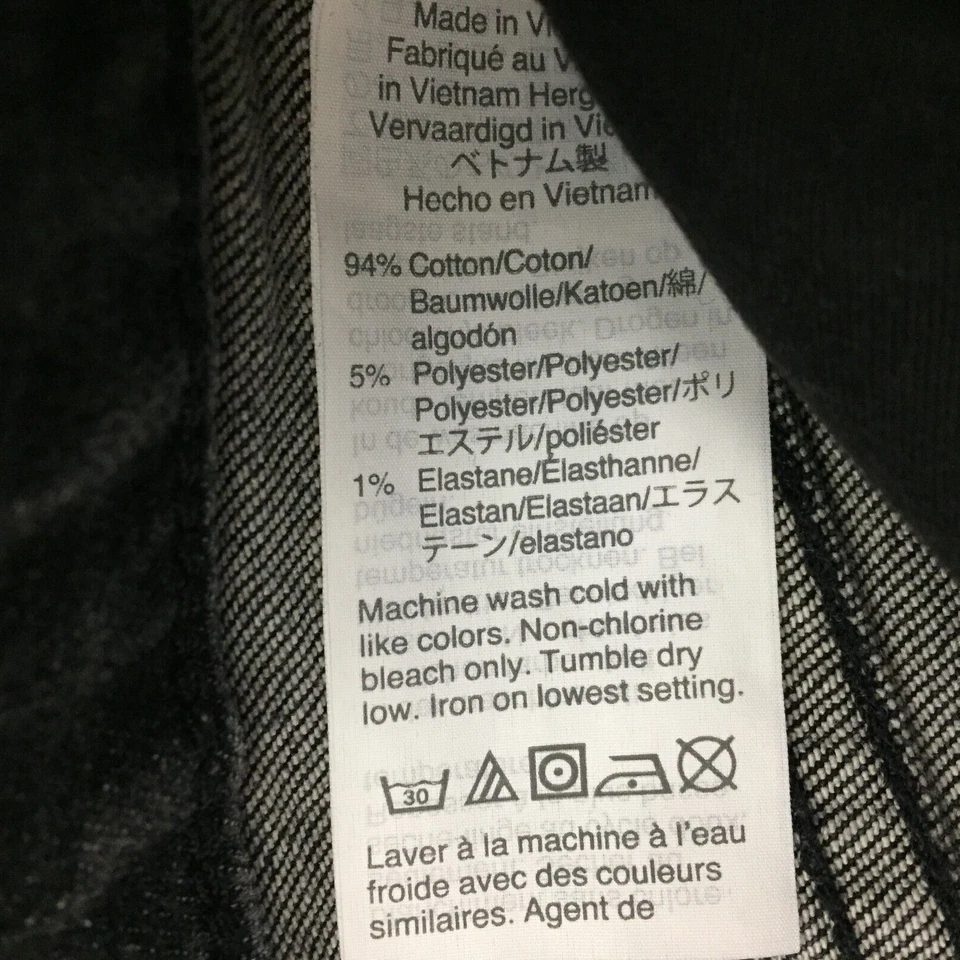 Made in
Fabriqué au
in Vietnam
Vervaardigd in
ベトナム製
Hecho en Vietnam
94% Cotton/Coton/
Baumwolle/Katoen/綿/
algodón
5% Polyester/Polyester/
Polyester/Polyester/ポリ
エステル/poliéster
1% Elastane/Élasthanne/
Elastan/Elastaan/エラス
テーン/elastano
Machine wash cold with
like colors. Non-chlorine
bleach only. Tumble dry
low. Iron on lowest setting.
30
Laver à la machine à l'eau
froide avec des couleurs
similaires. Agent de